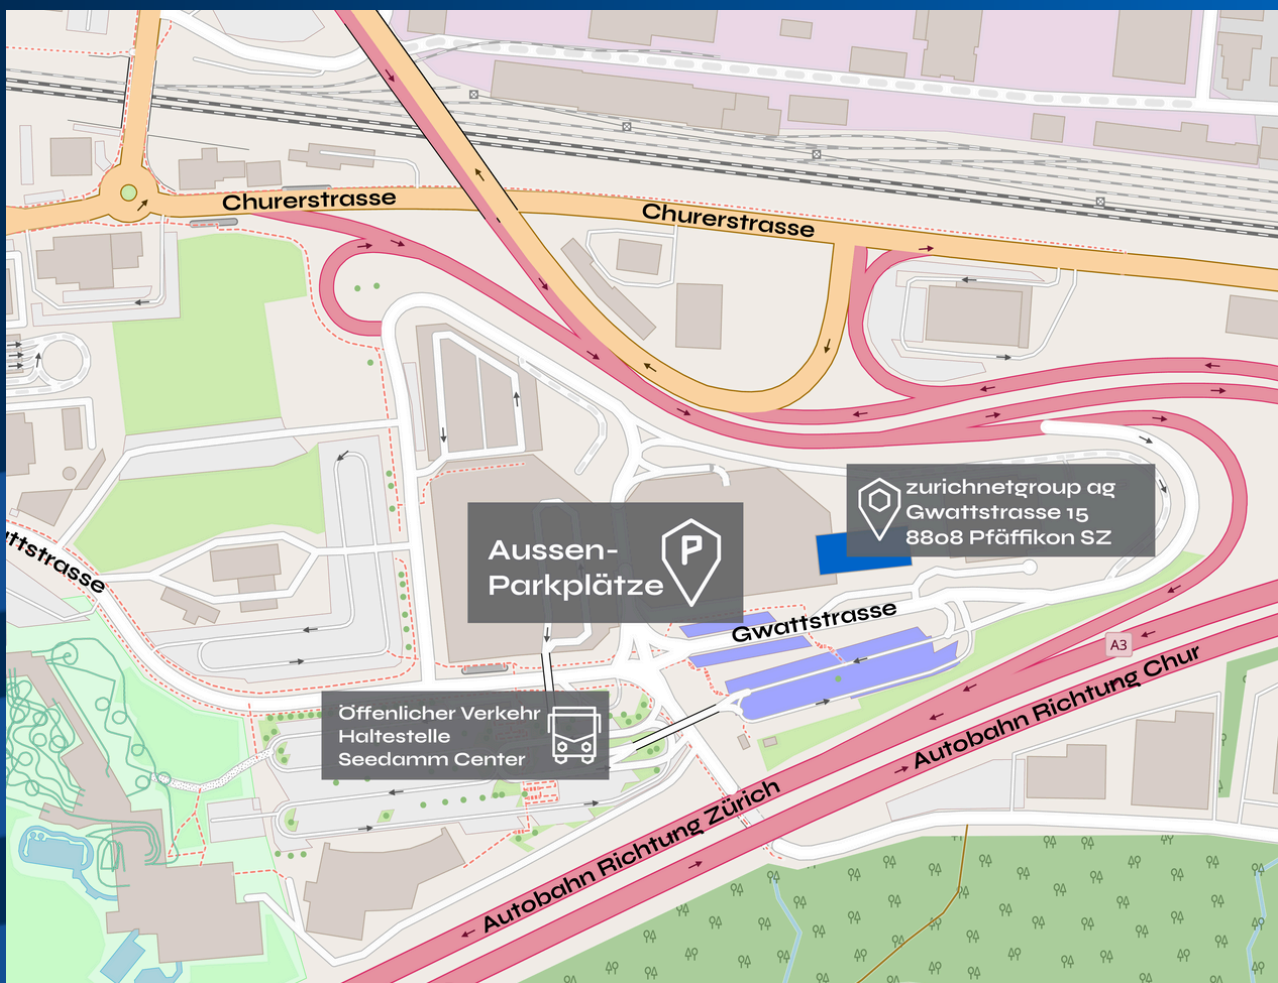 Churerstrasse
Churerstrasse
zurichnetgroup ag
Gwattstrasse 15
8808 Pfäffikon SZ
Aussen-
Parkplätze
P
attstrasse
Gwattstrasse
A3
Öffenlicher Verkehr
Haltestelle
Seedamm Center
Autobahn Richtung Chur
Autobahn Richtung Zürich